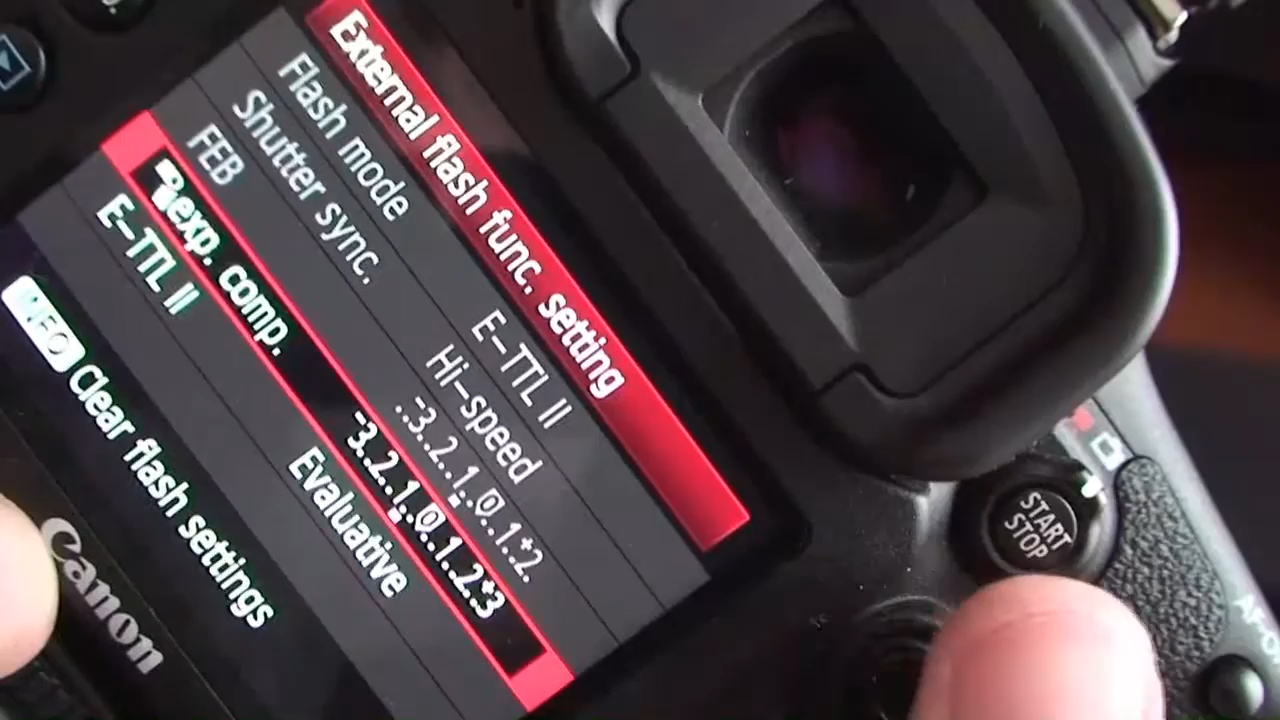 External flash func. setting
Flash mode E-TTL II
Shutter sync. Hi-speed
FEB -3..2..1..0..1..2.
exp. comp. -3..2..1..0..1..2.+3
E-TTL II Evaluative
INFO Clear flash settings
Canon
START
STOP